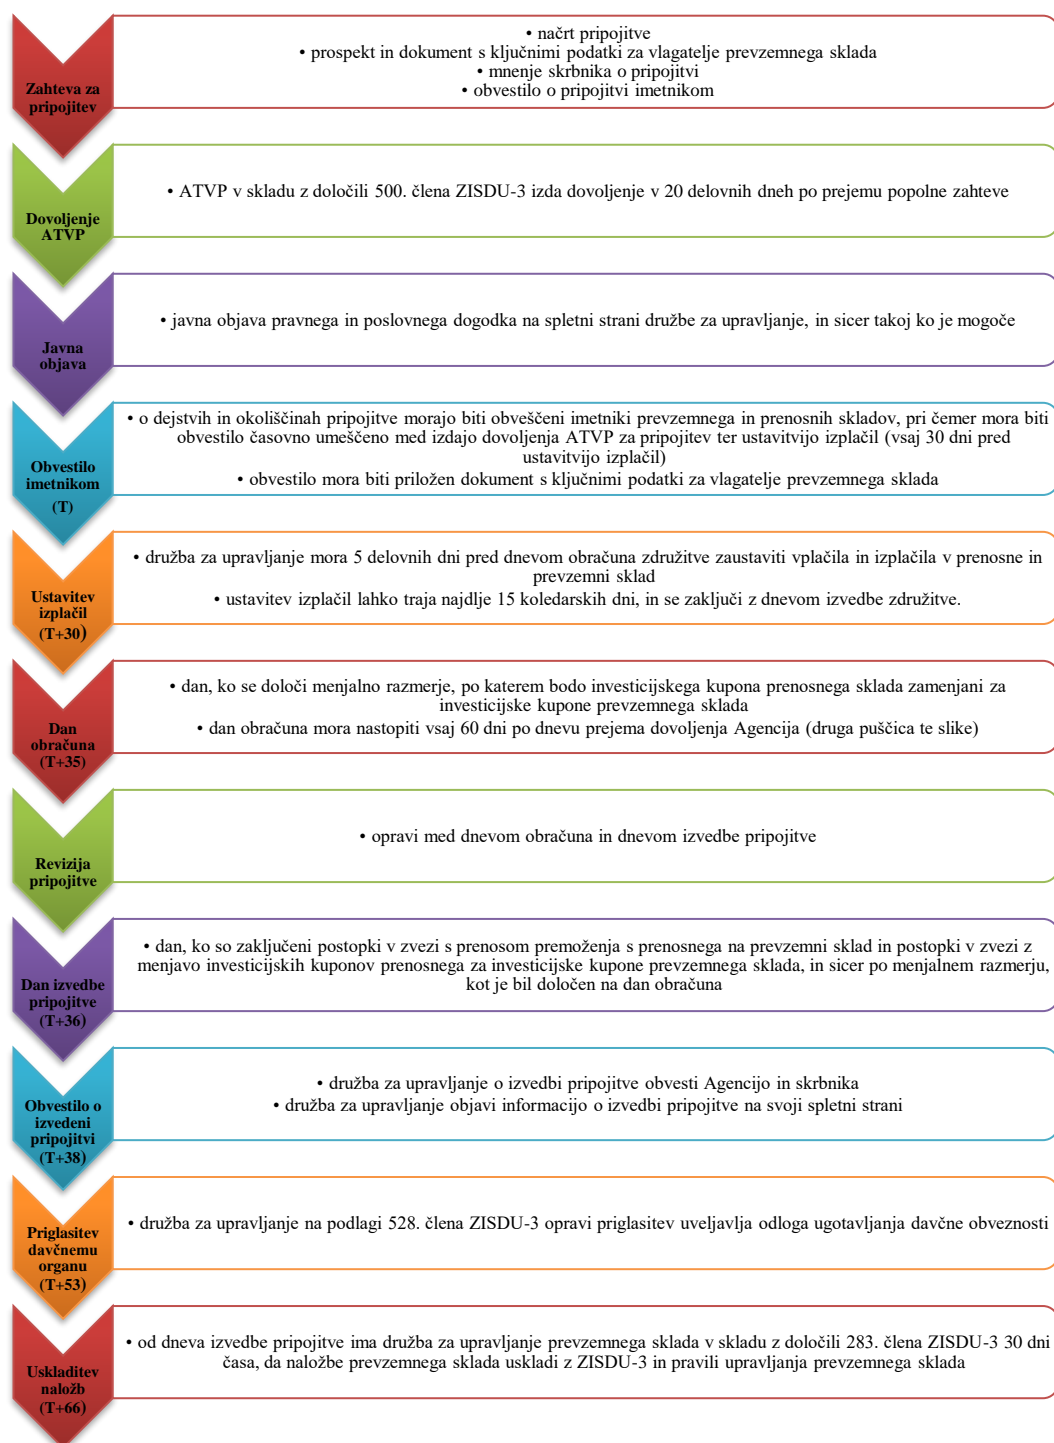 Zahteva za
pripojitev
• načrt pripojitve
• prospekt in dokument s ključnimi podatki za vlagatelje prevzemnega sklada
• mnenje skrbnika o pripojitvi
• obvestilo o pripojitvi imetnikom
Dovoljenje
ATVP
• ATVP v skladu z določili 500. člena ZISDU-3 izda dovoljenje v 20 delovnih dneh po prejemu popolne zahteve
Javna
objava
• javna objava pravnega in poslovnega dogodka na spletni strani družbe za upravljanje, in sicer takoj ko je mogoče
Obvestilo
imetnikom
(T)
• o dejstvih in okoliščinah pripojitve morajo biti obveščeni imetniki prevzemnega in prenosnih skladov, pri čemer mora biti
obvestilo časovno umeščeno med izdajo dovoljenja ATVP za pripojitev ter ustavitvijo izplačil (vsaj 30 dni pred
ustavitvijo izplačil)
• obvestilo mora biti priložen dokument s ključnimi podatki za vlagatelje prevzemnega sklada
Ustavitev
izplačil
(T+30)
• družba za upravljanje mora 5 delovnih dni pred dnevom obračuna združitve zaustaviti vplačila in izplačila v prenosne in
prevzemni sklad
• ustavitev izplačil lahko traja najdlje 15 koledarskih dni, in se zaključi z dnevom izvedbe združitve.
Dan
obračuna
(T+35)
• dan, ko se določi menjalno razmerje, po katerem bodo investicijskega kupona prenosnega sklada zamenjani za
investicijske kupone prevzemnega sklada
• dan obračuna mora nastopiti vsaj 60 dni po dnevu prejema dovoljenja Agencija (druga puščica te slike)
Revizija
pripojitve
• opravi med dnevom obračuna in dnevom izvedbe pripojitve
Dan izvedbe
pripojitve
(T+36)
• dan, ko so zaključeni postopki v zvezi s prenosom premoženja s prenosnega na prevzemni sklad in postopki v zvezi z
menjavo investicijskih kuponov prenosnega za investicijske kupone prevzemnega sklada, in sicer po menjalnem razmerju,
kot je bil določen na dan obračuna
Obvestilo o
izvedeni
pripojitvi
(T+38)
• družba za upravljanje o izvedbi pripojitve obvesti Agencijo in skrbnika
• družba za upravljanje objavi informacijo o izvedbi pripojitve na svoji spletni strani
Priglasitev
davčnemu
organu
(T+53)
• družba za upravljanje na podlagi 528. člena ZISDU-3 opravi priglasitev uveljavlja odloga ugotavljanja davčne obveznosti
Uskladitev
naložb
(T+66)
• od dneva izvedbe pripojitve ima družba za upravljanje prevzemnega sklada v skladu z določili 283. člena ZISDU-3 30 dni
časa, da naložbe prevzemnega sklada uskladi z ZISDU-3 in pravili upravljanja prevzemnega sklada